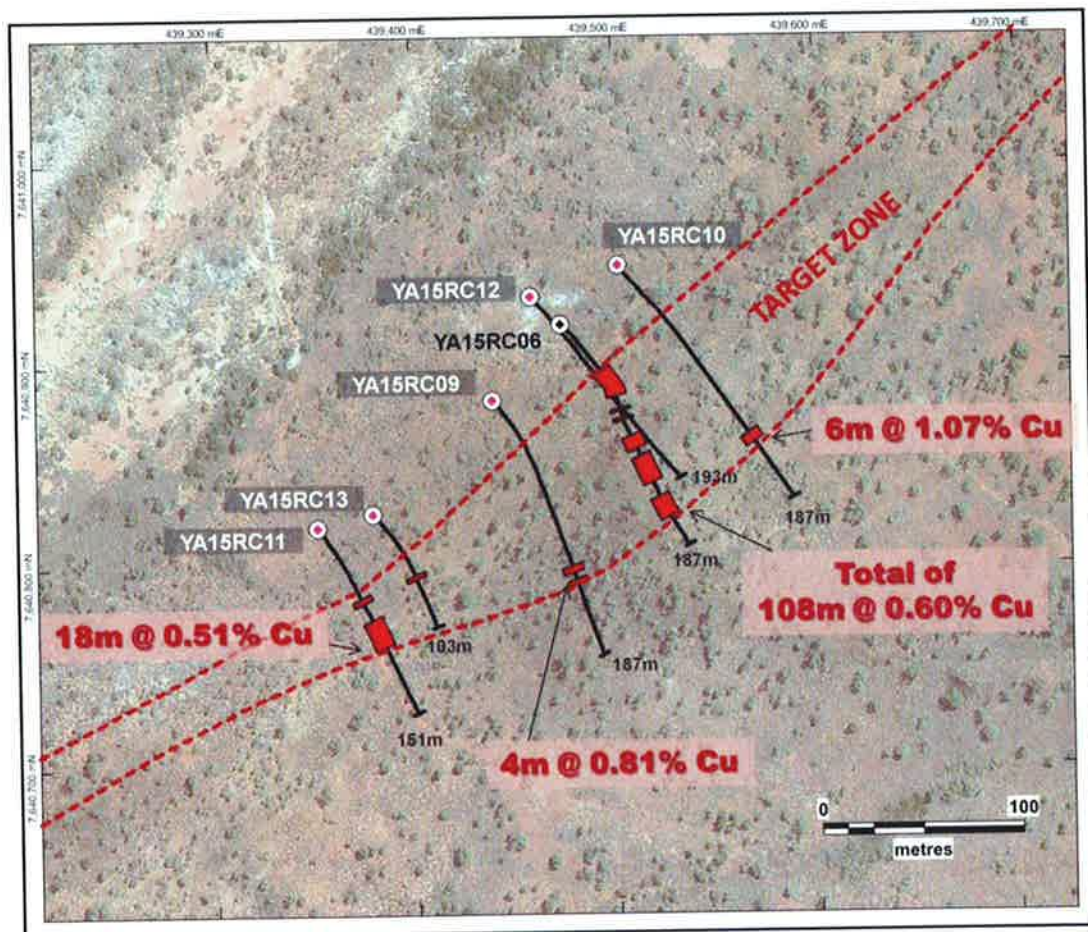 439,300 mE
439,400 mE
439,500 mE
439,600 mE
439,700 mE
7,641,000 mN
7,640,900 mN
7,640,800 mN
7,640,700 mN
TARGET ZONE
YA15RC10
YA15RC12
YA15RC06
YA15RC09
YA15RC13
YA15RC11
6m @ 1.07% Cu
193m
187m
187m
Total of
108m @ 0.60% Cu
18m @ 0.51% Cu
103m
187m
151m
4m @ 0.81% Cu
0
100
metres